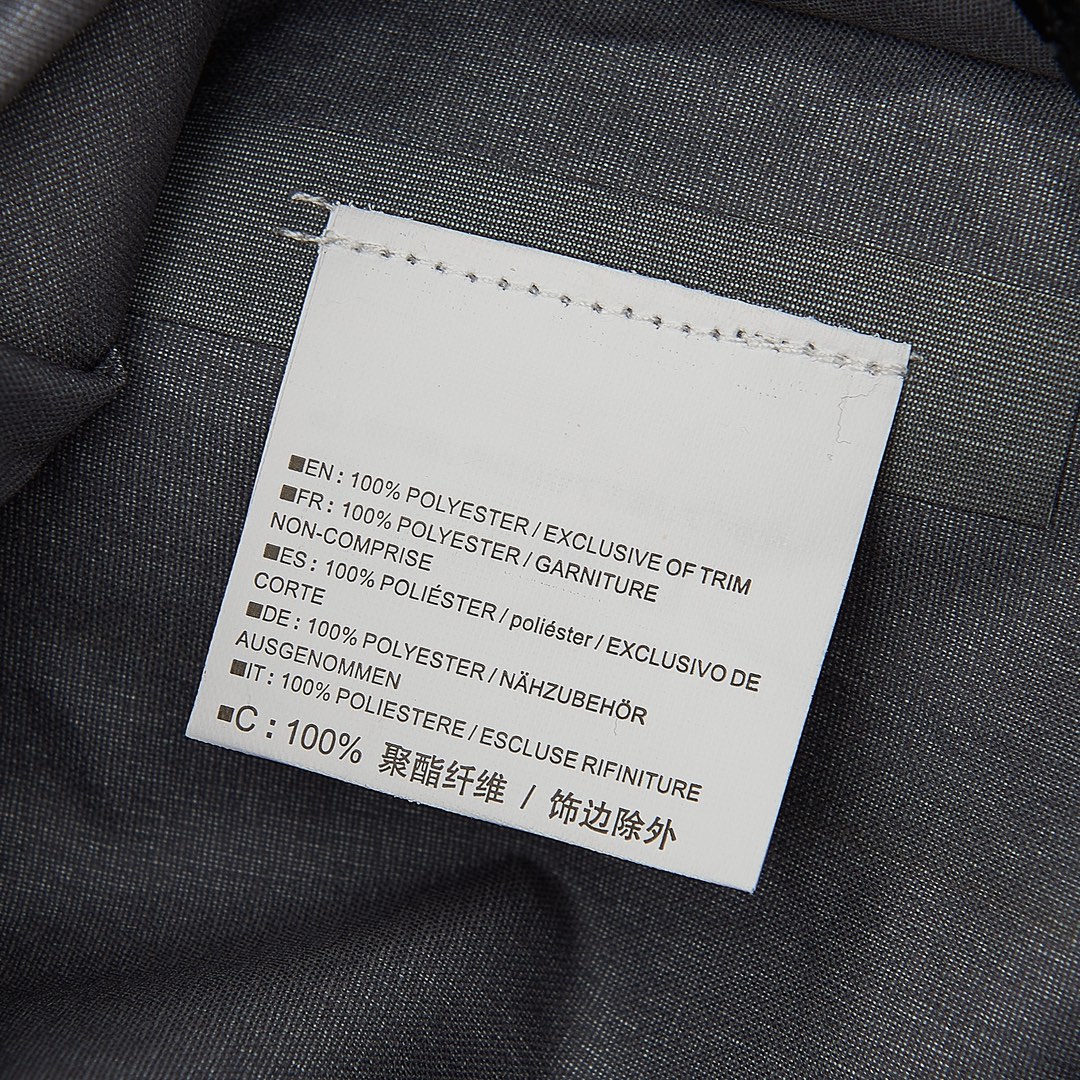 ■EN : 100% POLYESTER / EXCLUSIVE OF TRIM
■FR : 100% POLYESTER / GARNITURE
NON-COMPRISE
■ES : 100% POLIÉSTER / poliéster / EXCLUSIVO DE
CORTE
■DE : 100% POLYESTER / NÄHZUBEHÖR
AUSGENOMMEN
■IT : 100% POLIESTERE / ESCLUSE RIFINITURE
■C : 100% 聚酯纤维 / 饰边除外